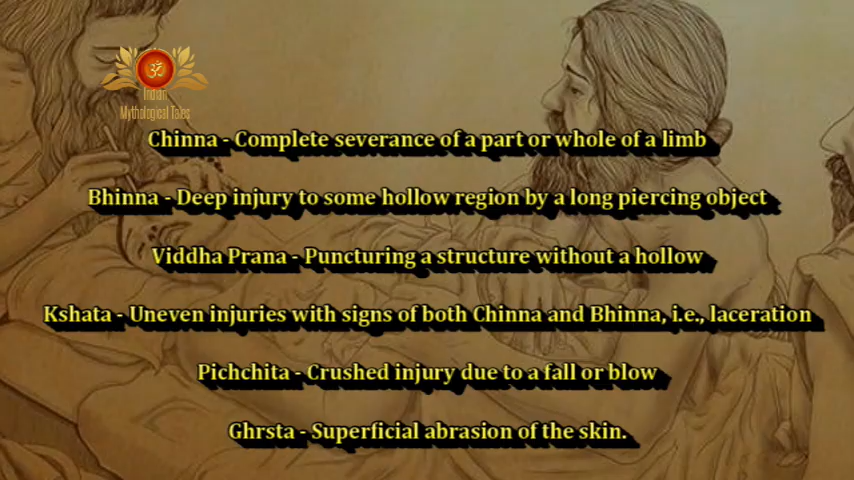 ॐ
Indian
Mythological Tales
Chinna - Complete severance of a part or whole of a limb
Bhinna - Deep injury to some hollow region by a long piercing object
Viddha Prana - Puncturing a structure without a hollow
Kshata - Uneven injuries with signs of both Chinna and Bhinna, i.e., laceration
Pichchita - Crushed injury due to a fall or blow
Ghrsta - Superficial abrasion of the skin.